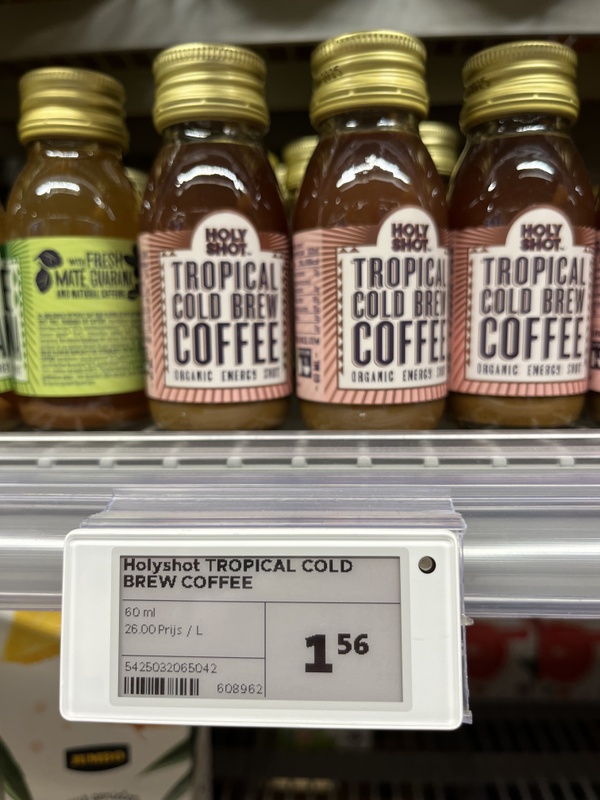 WITH FRESH
MATE GUARANA
AND NATURAL CAFFEINE
HOLY
SHOT
TROPICAL
COLD BREW
COFFEE
ORGANIC ENERGY SHOT
HOLY
SHOT
TROPICAL
COLD BREW
COFFEE
ORGANIC ENERGY SHOT
HOLY
SHOT
TROPICAL
COLD BREW
COFFEE
ORGANIC ENERGY SHOT
Holyshot TROPICAL COLD
BREW COFFEE
60 ml
26.00 Prijs / L
1 56
5425032065042
608962
JUMBO